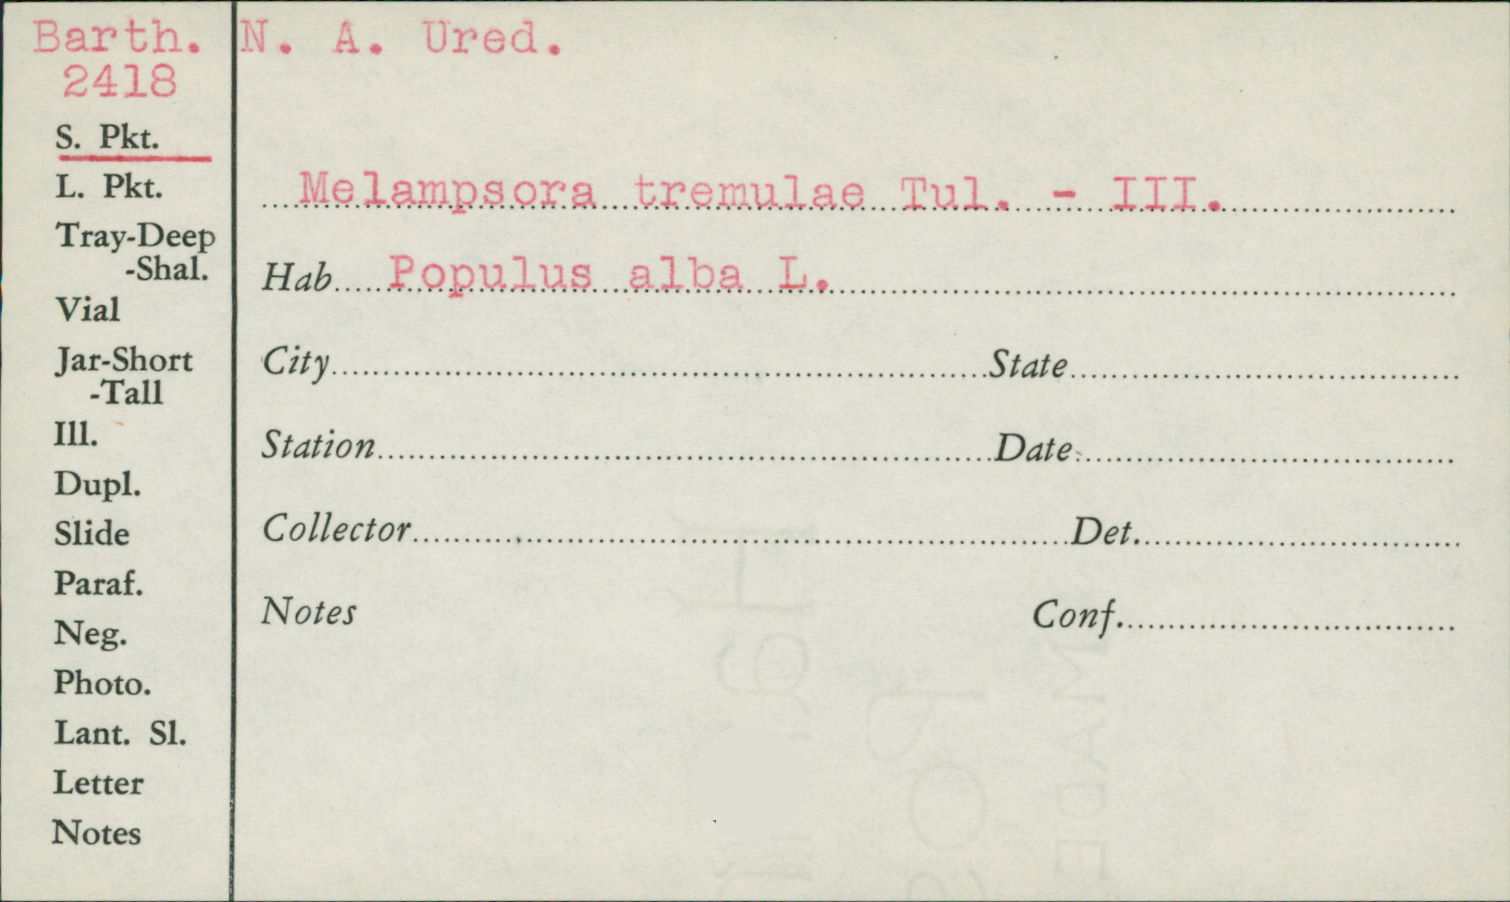 Barth. N. A. Ured.
2418
S. Pkt.
L. Pkt.
Tray-Deep
-Shal.
Vial
Jar-Short
-Tall
Ill.
Dupl.
Slide
Paraf.
Neg.
Photo.
Lant. Sl.
Letter
Notes
Melampsora tremulae Tul. - III.
Hab. Populus alba L.
City State
Station Date
Collector Det.
Notes Conf.